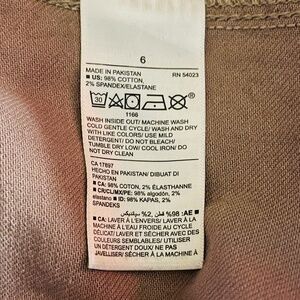 6
MADE IN PAKISTAN RN 54023
■ US: 98% COTTON,
2% SPANDEX/ELASTANE
30
1166
WASH INSIDE OUT/ MACHINE WASH
COLD GENTLE CYCLE/ WASH AND DRY
WITH LIKE COLORS/ USE MILD
DETERGENT/ DO NOT BLEACH/
TUMBLE DRY LOW/ COOL IRON/ DO
NOT DRY CLEAN
CA 17897
HECHO EN PAKISTAN/ DIBUAT DI
PAKISTAN
■ CA: 98% COTON, 2% ÉLASTHANNE
■ CR/CL/MX/PE: 98% algodón, 2%
elastano ■ ID: 98% KAPAS, 2%
SPANDEKS
■ AE: 98% قطن, 2% سباندكس
■ CA: LAVER À L'ENVERS/ LAVER À
LA MACHINE À L'EAU FROIDE AU CYCLE
DÉLICAT/ LAVER ET SÉCHER AVEC DES
COULEURS SEMBLABLES/ UTILISER
UN DÉTERGENT DOUX/ NE PAS
JAVELLISER/ SÉCHER À LA MACHINE À